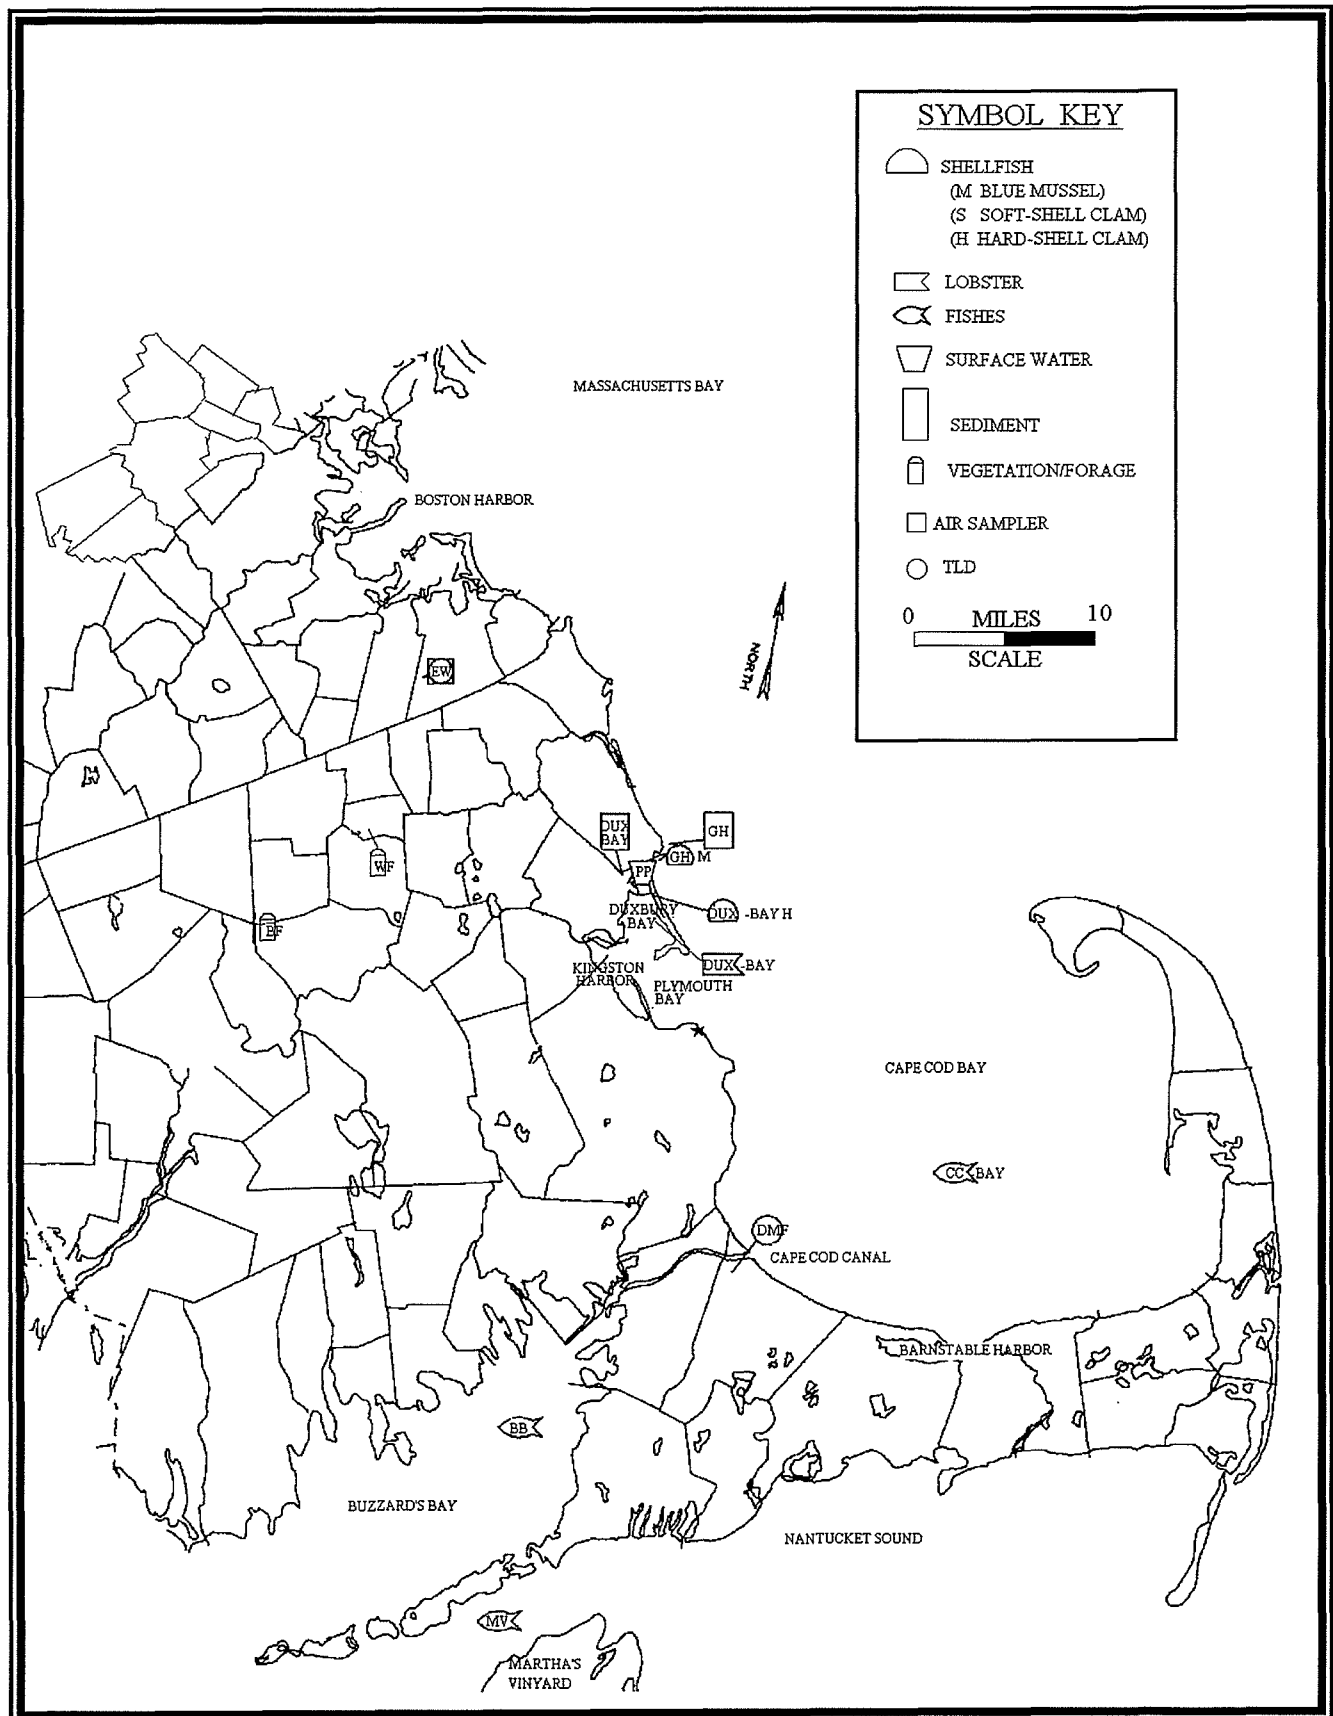 SYMBOL KEY
SHELLFISH
(M BLUE MUSSEL)
(S SOFT-SHELL CLAM)
(H HARD-SHELL CLAM)
LOBSTER
FISHES
SURFACE WATER
SEDIMENT
VEGETATION/FORAGE
AIR SAMPLER
TLD
0 MILES 10
SCALE
NORTH
MASSACHUSETTS BAY
BOSTON HARBOR
EW
DUX
BAY
GH
GH M
PP
WF
BF
DUXBURY
BAY
DUX -BAY H
DUX -BAY
KINGSTON
HARBOR
PLYMOUTH
BAY
CAPE COD BAY
CC BAY
DMF
CAPE COD CANAL
BARNSTABLE HARBOR
BB
BUZZARD'S BAY
NANTUCKET SOUND
MV
MARTHA'S
VINYARD